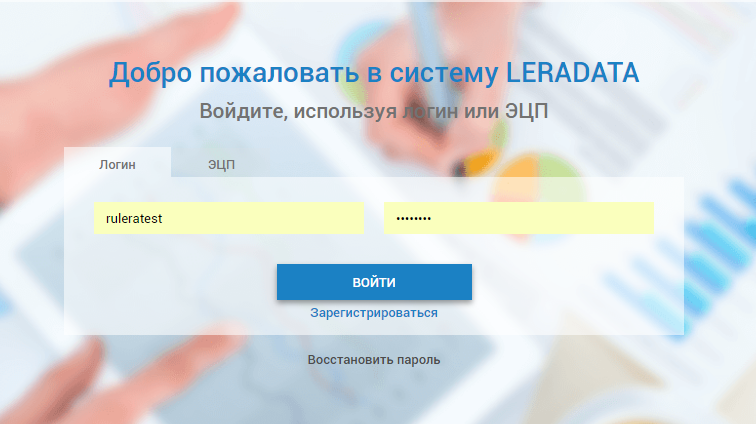 Добро пожаловать в систему LERADATA
Войдите, используя логин или ЭЦП
Логин ЭЦП
ruleratest ••••••••
ВОЙТИ
Зарегистрироваться
Восстановить пароль